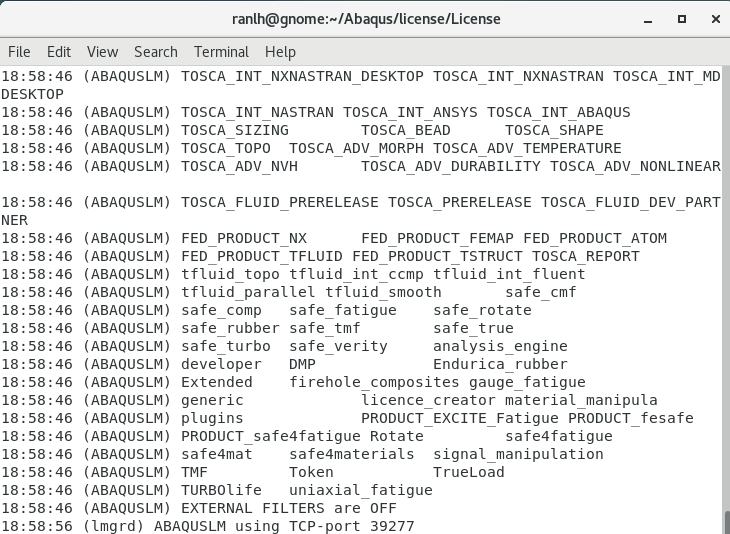 ranlh@gnome:~/Abaqus/license/License
File Edit View Search Terminal Help
18:58:46 (ABAQUSLM) TOSCA_INT_NXNASTRAN_DESKTOP TOSCA_INT_NXNASTRAN TOSCA_INT_MD
DESKTOP
18:58:46 (ABAQUSLM) TOSCA_INT_NASTRAN TOSCA_INT_ANSYS TOSCA_INT_ABAQUS
18:58:46 (ABAQUSLM) TOSCA_SIZING TOSCA_BEAD TOSCA_SHAPE
18:58:46 (ABAQUSLM) TOSCA_TOPO TOSCA_ADV_MORPH TOSCA_ADV_TEMPERATURE
18:58:46 (ABAQUSLM) TOSCA_ADV_NVH TOSCA_ADV_DURABILITY TOSCA_ADV_NONLINEAR
18:58:46 (ABAQUSLM) TOSCA_FLUID_PRERELEASE TOSCA_PRERELEASE TOSCA_FLUID_DEV_PART
NER
18:58:46 (ABAQUSLM) FED_PRODUCT_NX FED_PRODUCT_FEMAP FED_PRODUCT_ATOM
18:58:46 (ABAQUSLM) FED_PRODUCT_TFLUID FED_PRODUCT_TSTRUCT TOSCA_REPORT
18:58:46 (ABAQUSLM) tfluid_topo tfluid_int_ccmp tfluid_int_fluent
18:58:46 (ABAQUSLM) tfluid_parallel tfluid_smooth safe_cmf
18:58:46 (ABAQUSLM) safe_comp safe_fatigue safe_rotate
18:58:46 (ABAQUSLM) safe_rubber safe_tmf safe_true
18:58:46 (ABAQUSLM) safe_turbo safe_verity analysis_engine
18:58:46 (ABAQUSLM) developer DMP Endurica_rubber
18:58:46 (ABAQUSLM) Extended firehole_composites gauge_fatigue
18:58:46 (ABAQUSLM) generic licence_creator material_manipula
18:58:46 (ABAQUSLM) plugins PRODUCT_EXCITE_Fatigue PRODUCT_fesafe
18:58:46 (ABAQUSLM) PRODUCT_safe4fatigue Rotate safe4fatigue
18:58:46 (ABAQUSLM) safe4mat safe4materials signal_manipulation
18:58:46 (ABAQUSLM) TMF Token TrueLoad
18:58:46 (ABAQUSLM) TURBOlife uniaxial_fatigue
18:58:46 (ABAQUSLM) EXTERNAL FILTERS are OFF
18:58:56 (lmgrd) ABAQUSLM using TCP-port 39277